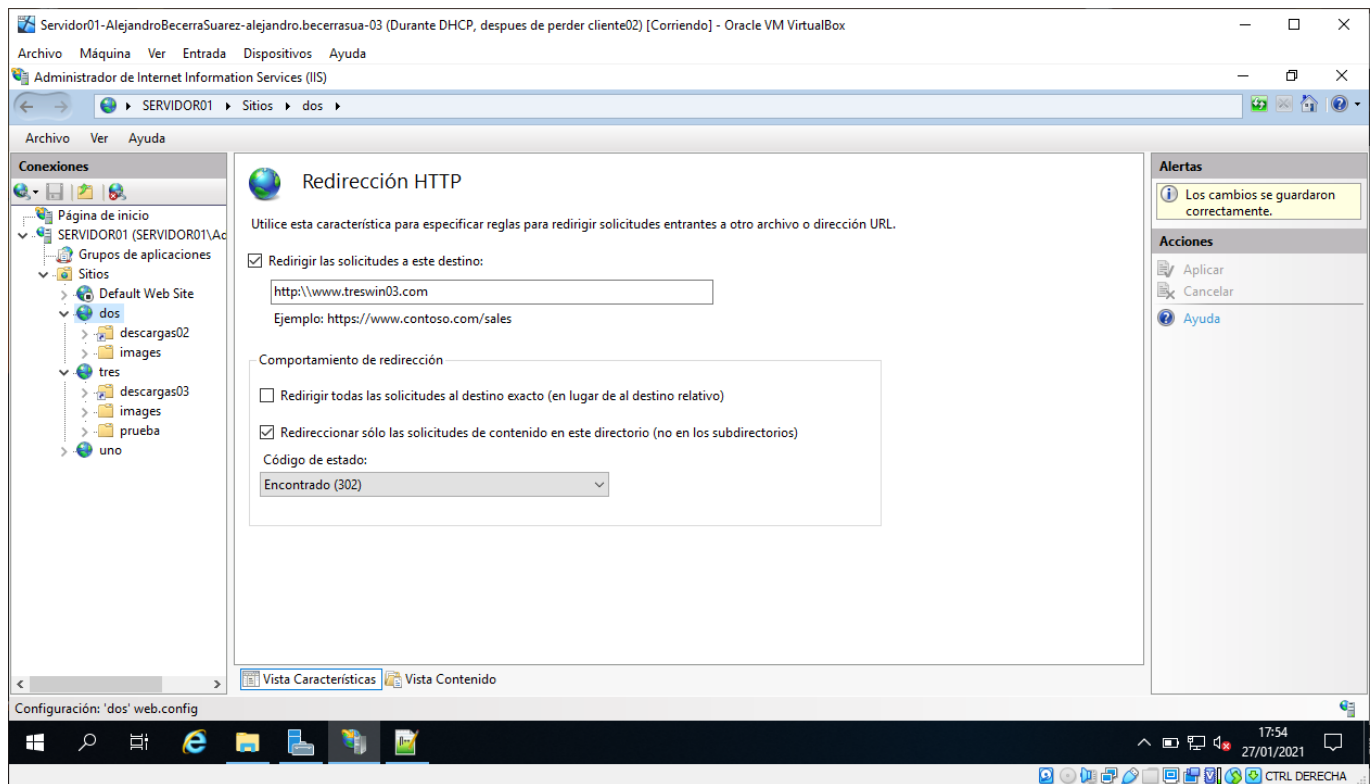 Servidor01-AlejandroBecerraSuarez-alejandro.becerrasua-03 (Durante DHCP, despues de perder cliente02) [Corriendo] - Oracle VM VirtualBox
Archivo Máquina Ver Entrada Dispositivos Ayuda
Administrador de Internet Information Services (IIS)
SERVIDOR01 Sitios dos
Archivo Ver Ayuda
Conexiones
Página de inicio
SERVIDOR01 (SERVIDOR01\Ac
Grupos de aplicaciones
Sitios
Default Web Site
dos
descargas02
images
tres
descargas03
images
prueba
uno
Redirección HTTP
Utilice esta característica para especificar reglas para redirigir solicitudes entrantes a otro archivo o dirección URL.
Redirigir las solicitudes a este destino:
http:\\www.treswin03.com
Ejemplo: https://www.contoso.com/sales
Comportamiento de redirección
Redirigir todas las solicitudes al destino exacto (en lugar de al destino relativo)
Redireccionar sólo las solicitudes de contenido en este directorio (no en los subdirectorios)
Código de estado:
Encontrado (302)
Vista Características Vista Contenido
Alertas
Los cambios se guardaron
correctamente.
Acciones
Aplicar
Cancelar
Ayuda
Configuración: 'dos' web.config
17:54
27/01/2021
CTRL DERECHA